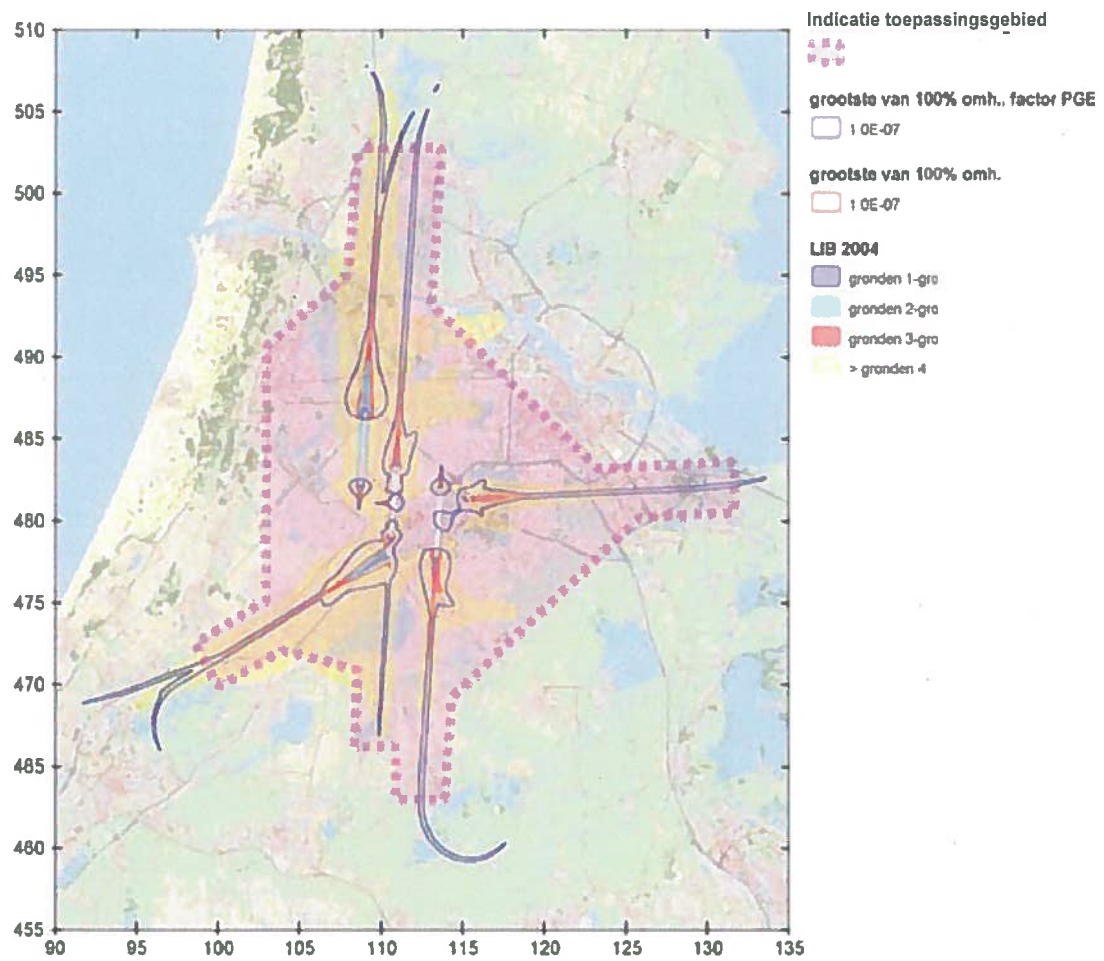 Indicatie toepassingsgebied
grootste van 100% omh., factor PGE
1.0E-07
grootste van 100% omh.
1.0E-07
LIB 2004
gronden 1-gro
gronden 2-gro
gronden 3-gro
> gronden 4
510
505
500
495
490
485
480
475
470
465
460
455
90
95
100
105
110
115
120
125
130
135